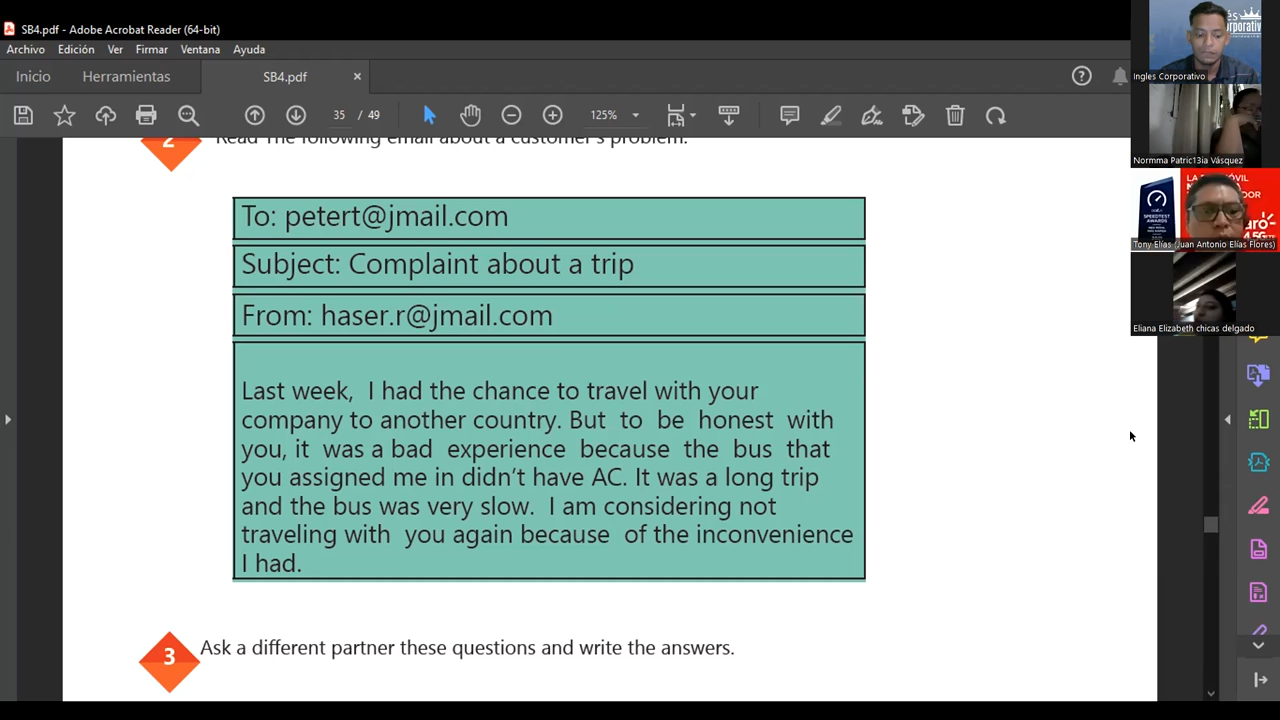 SB4.pdf - Adobe Acrobat Reader (64-bit)
Archivo Edición Ver Firmar Ventana Ayuda
Inicio Herramientas SB4.pdf ×
35 / 49 125%
2 Read The following email about a customer's problem.
To: petert@jmail.com
Subject: Complaint about a trip
From: haser.r@jmail.com
Last week, I had the chance to travel with your
company to another country. But to be honest with
you, it was a bad experience because the bus that
you assigned me in didn't have AC. It was a long trip
and the bus was very slow. I am considering not
traveling with you again because of the inconvenience
I had.
3 Ask a different partner these questions and write the answers.
Ingles Corporativo
Normma Patric13ia Vásquez
SPEEDTEST
AWARDS
Tony Elías (Juan Antonio Elías Flores)
Eliana Elizabeth chicas delgado